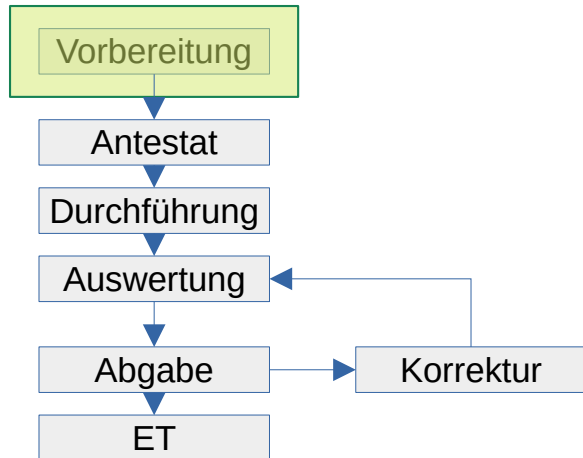 Vorbereitung
Antestat
Durchführung
Auswertung
Abgabe
Korrektur
ET